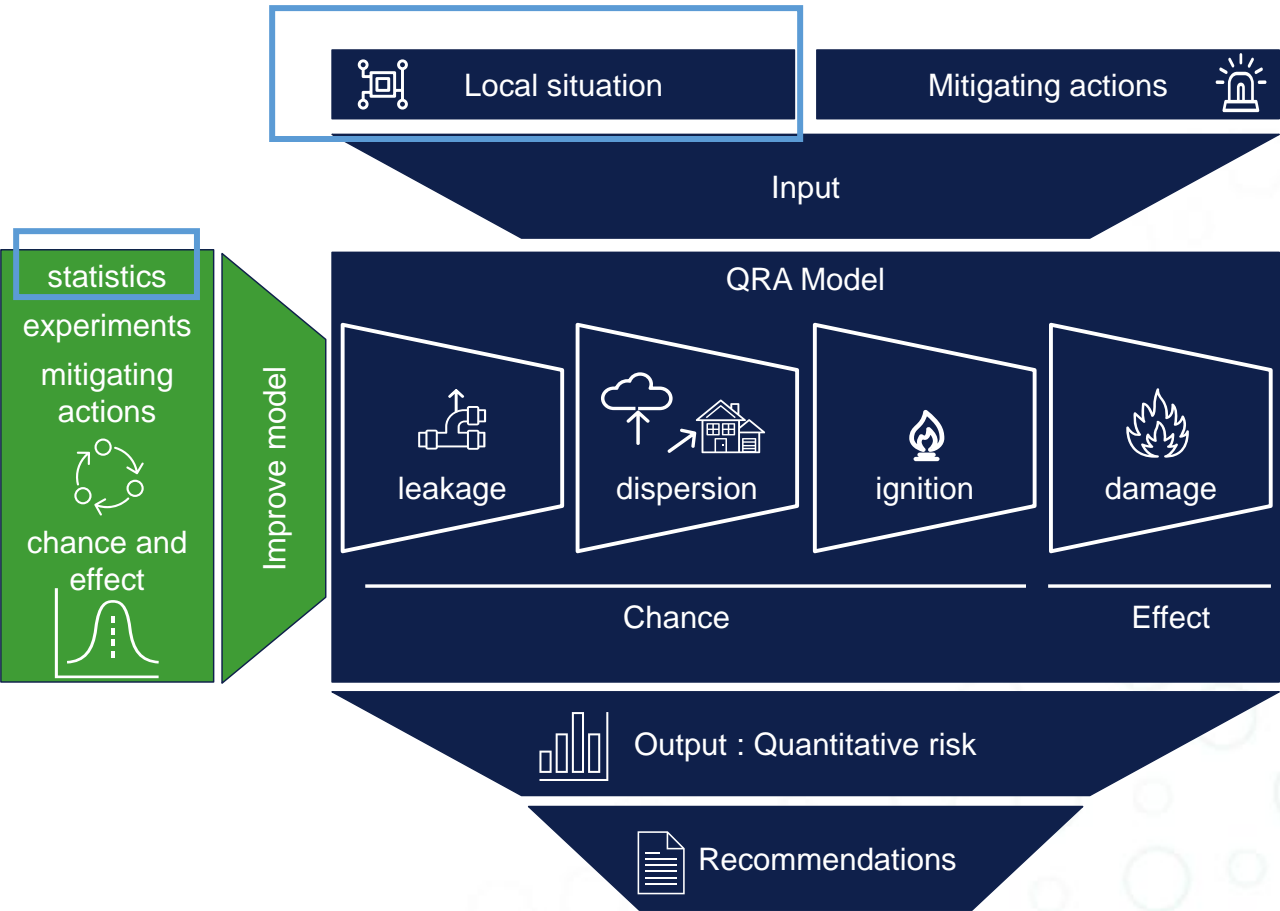 Local situation
Mitigating actions
Input
statistics
experiments
mitigating
actions
chance and
effect
Improve model
QRA Model
leakage
dispersion
ignition
damage
Chance
Effect
Output : Quantitative risk
Recommendations